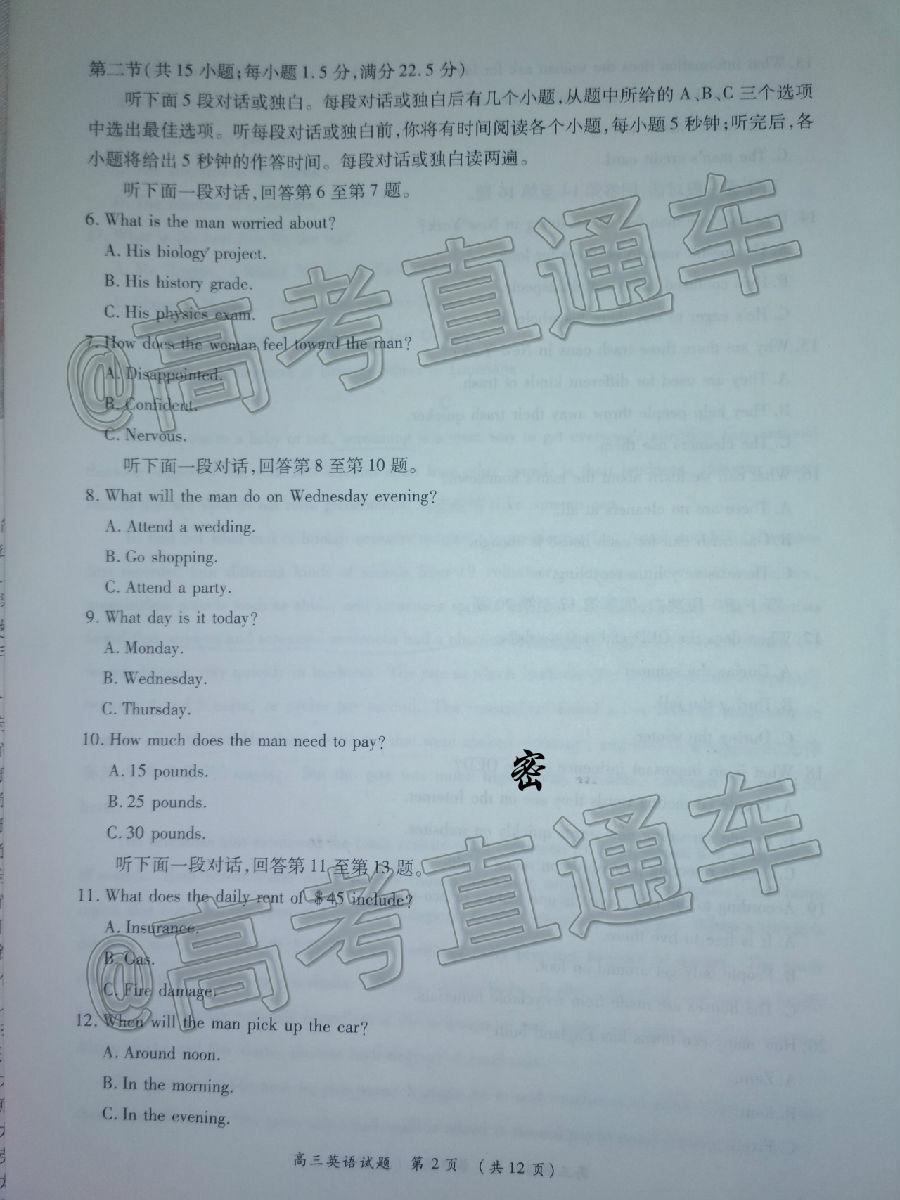 第二节(共 15 小题;每小题 1.5 分,满分 22.5 分)
听下面 5 段对话或独白。每段对话或独白后有几个小题,从题中所给的 A、B、C 三个选项
中选出最佳选项。听每段对话或独白前,你将有时间阅读各个小题,每小题 5 秒钟;听完后,各
小题将给出 5 秒钟的作答时间。每段对话或独白读两遍。
听下面一段对话,回答第 6 至第 7 题。
6. What is the man worried about?
A. His biology project.
B. His history grade.
C. His physics exam.
7. How does the woman feel toward the man?
A. Disappointed.
B. Confident.
C. Nervous.
@高考直通车
听下面一段对话,回答第 8 至第 10 题。
8. What will the man do on Wednesday evening?
A. Attend a wedding.
B. Go shopping.
C. Attend a party.
9. What day is it today?
A. Monday.
B. Wednesday.
C. Thursday.
10. How much does the man need to pay?
A. 15 pounds.
B. 25 pounds.
C. 30 pounds.
密
听下面一段对话,回答第 11 至第 13 题。
11. What does the daily rent of $45 include?
A. Insurance.
B. Gas.
C. Fire damage.
@高考直通车
12. When will the man pick up the car?
A. Around noon.
B. In the morning.
C. In the evening.
高三英语试题 第 2 页 (共 12 页)